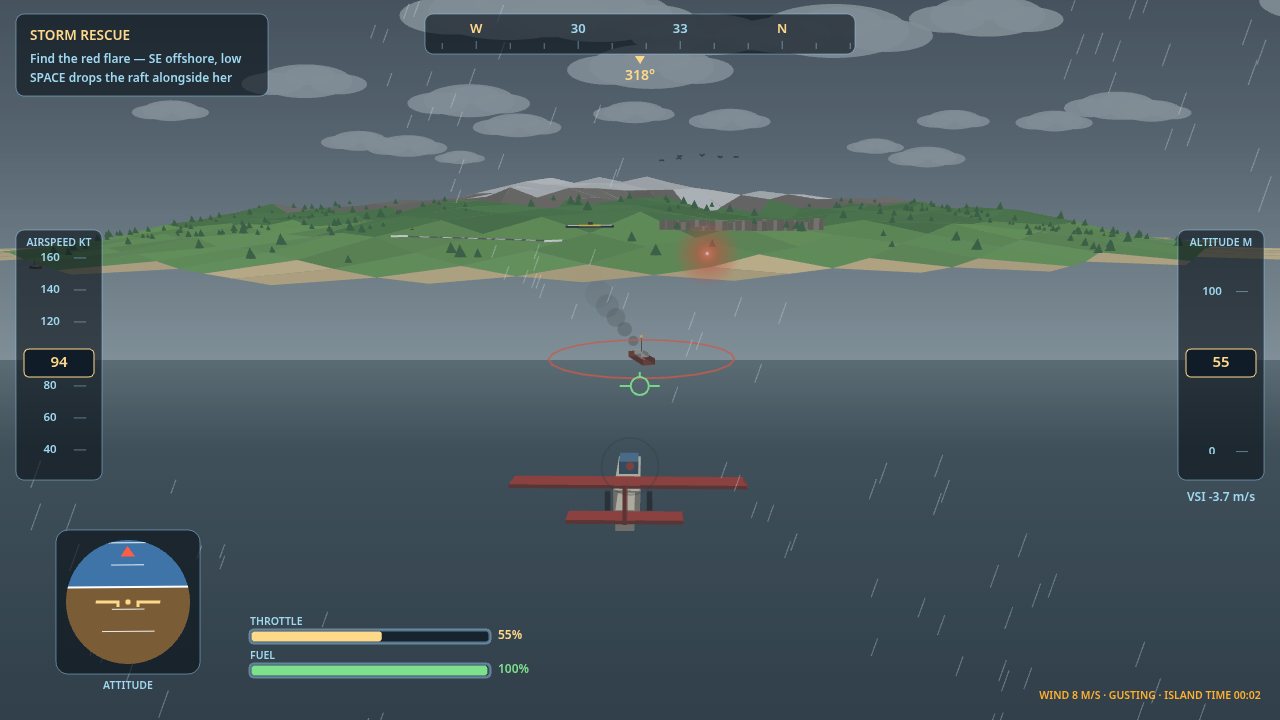 STORM RESCUE
Find the red flare — SE offshore, low
SPACE drops the raft alongside her
W 30 33 N
318°
AIRSPEED KT
160
140
120
94
80
60
40
ALTITUDE M
100
55
0
VSI -3.7 m/s
ATTITUDE
THROTTLE
55%
FUEL
100%
WIND 8 M/S · GUSTING · ISLAND TIME 00:02